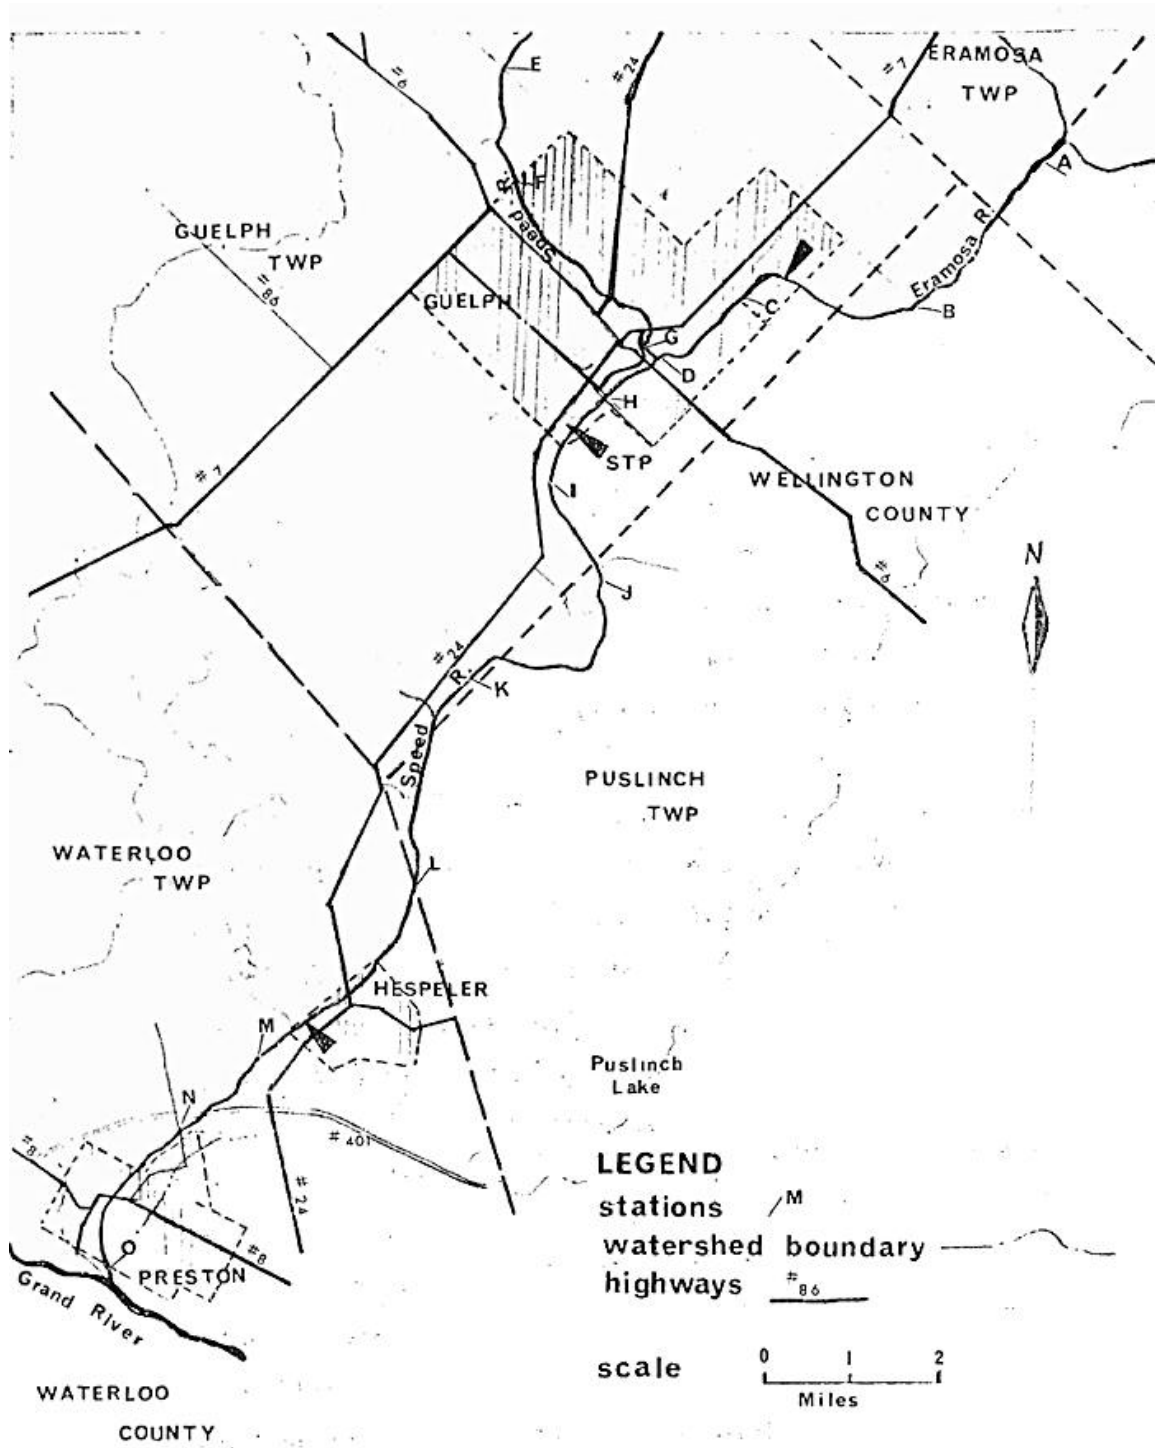 E
#24
#7
ERAMOSA
TWP
#6
A
R.
F
Speed
GUELPH
TWP
#86
Eramosa R.
GUELPH
C
B
G
D
H
STP
#7
I
WELLINGTON
COUNTY
#6
J
N
#24
R.
K
Speed
PUSLINCH
TWP
WATERLOO
TWP
L
HESPELER
M
Puslinch
Lake
N
#401
#8
LEGEND
stations M
#24
watershed boundary
O
#8
PRESTON
highways #86
Grand River
scale 0 1 2
Miles
WATERLOO
COUNTY